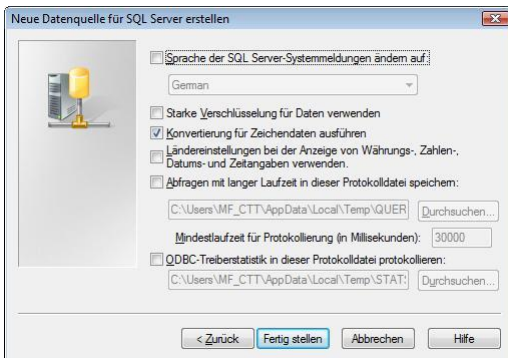 Neue Datenquelle für SQL Server erstellen
Sprache der SQL Server-Systemmeldungen ändern auf:
German
Starke Verschlüsselung für Daten verwenden
Konvertierung für Zeichendaten ausführen
Ländereinstellungen bei der Anzeige von Währungs-, Zahlen-,
Datums- und Zeitangaben verwenden.
Abfragen mit langer Laufzeit in dieser Protokolldatei speichern:
C:\Users\MF_CTT\AppData\Local\Temp\QUER
Durchsuchen...
Mindestlaufzeit für Protokollierung (in Millisekunden):
30000
ODBC-Treiberstatistik in dieser Protokolldatei protokollieren:
C:\Users\MF_CTT\AppData\Local\Temp\STAT:
Durchsuchen...
< Zurück
Fertig stellen
Abbrechen
Hilfe